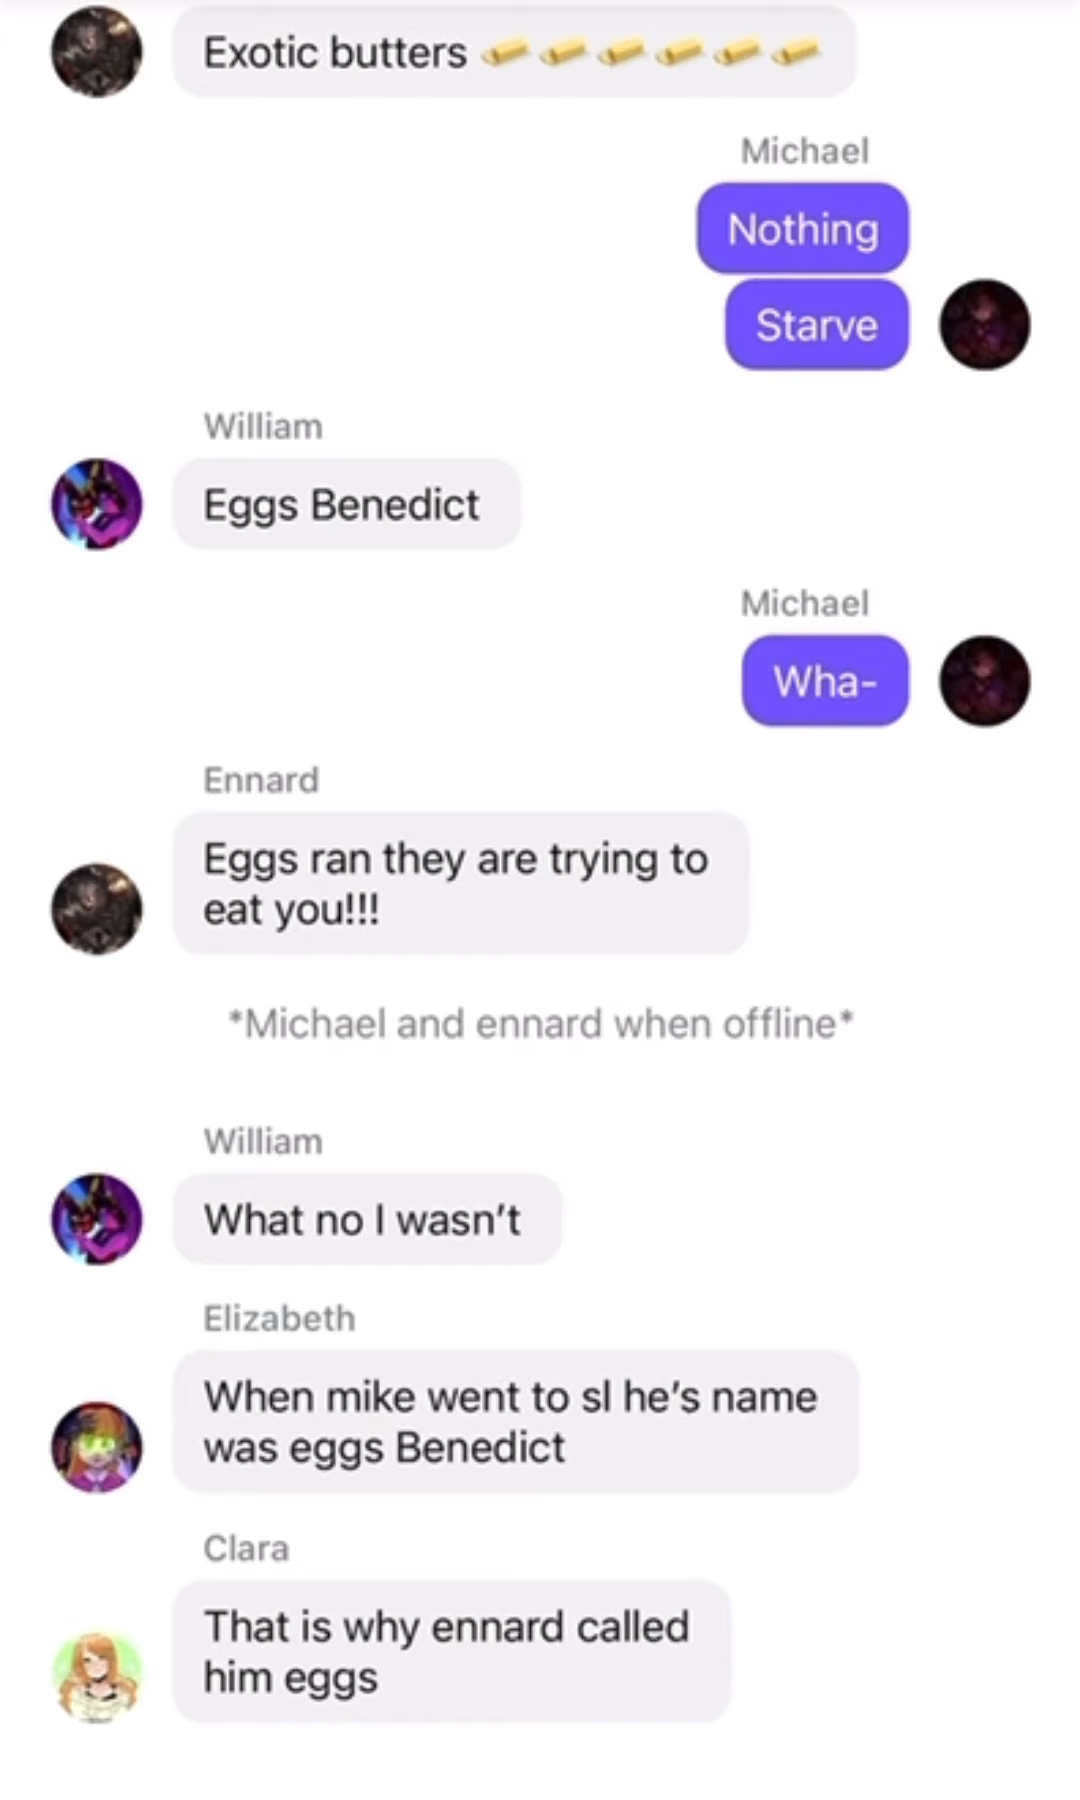 Exotic butters 🧈🧈🧈🧈🧈🧈
Michael
Nothing
Starve
William
Eggs Benedict
Michael
Wha-
Ennard
Eggs ran they are trying to
eat you!!!
*Michael and ennard when offline*
William
What no I wasn't
Elizabeth
When mike went to sl he's name
was eggs Benedict
Clara
That is why ennard called
him eggs